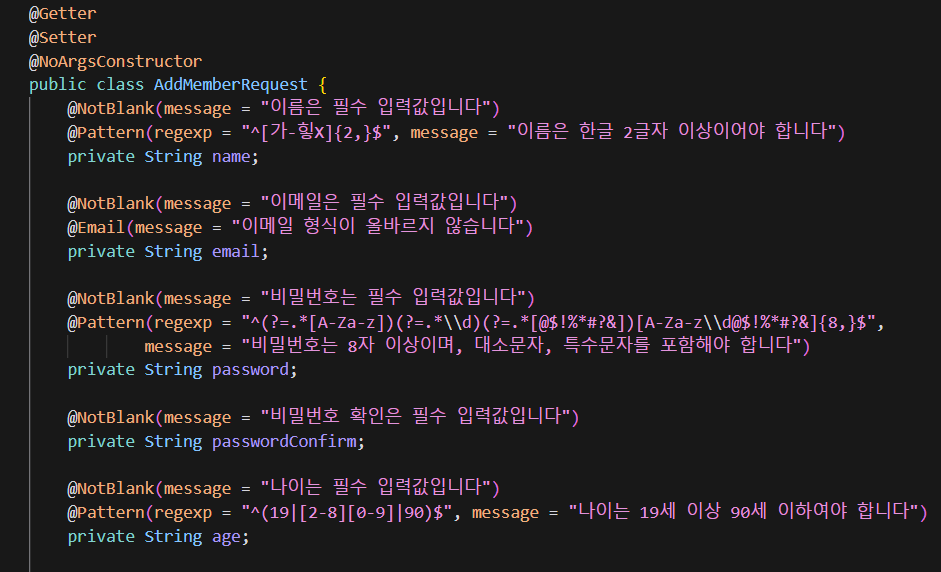 @Getter
@Setter
@NoArgsConstructor
public class AddMemberRequest {
@NotBlank(message = "이름은 필수 입력값입니다")
@Pattern(regexp = "^[가-힣X]{2,}$", message = "이름은 한글 2글자 이상이어야 합니다")
private String name;
@NotBlank(message = "이메일은 필수 입력값입니다")
@Email(message = "이메일 형식이 올바르지 않습니다")
private String email;
@NotBlank(message = "비밀번호는 필수 입력값입니다")
@Pattern(regexp = "^(?=.*[A-Za-z])(?=.*\\d)(?=.*[@$!%*#?&])[A-Za-z\\d@$!%*#?&]{8,}$",
message = "비밀번호는 8자 이상이며, 대소문자, 특수문자를 포함해야 합니다")
private String password;
@NotBlank(message = "비밀번호 확인은 필수 입력값입니다")
private String passwordConfirm;
@NotBlank(message = "나이는 필수 입력값입니다")
@Pattern(regexp = "^(19|[2-8][0-9]|90)$", message = "나이는 19세 이상 90세 이하여야 합니다")
private String age;